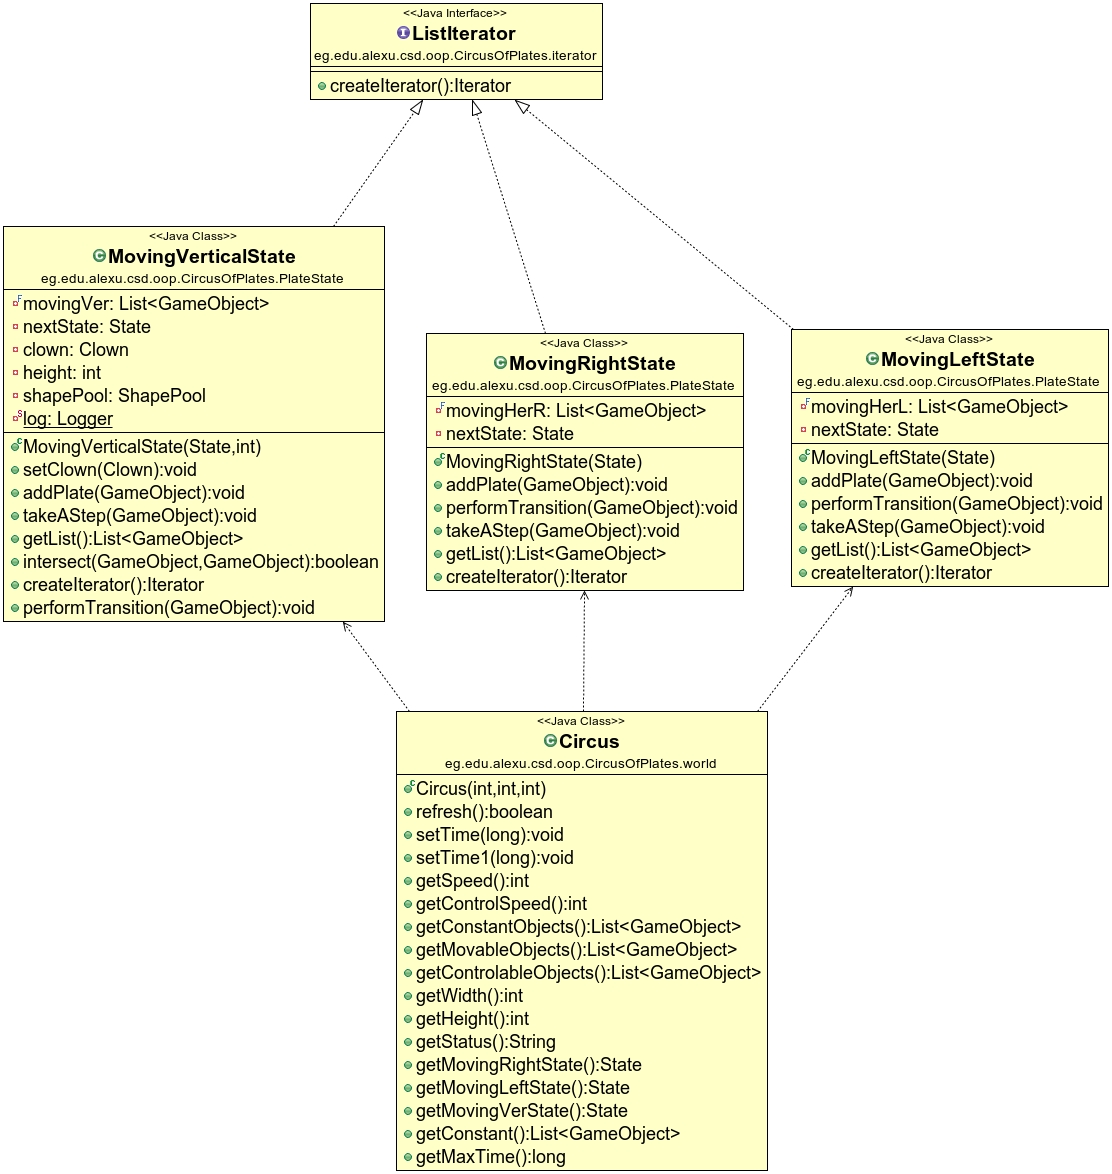 <<Java Interface>>
ListIterator
eg.edu.alexu.csd.oop.CircusOfPlates.iterator
createIterator():Iterator
<<Java Class>>
MovingVerticalState
eg.edu.alexu.csd.oop.CircusOfPlates.PlateState
movingVer: List<GameObject>
nextState: State
clown: Clown
height: int
shapePool: ShapePool
log: Logger
MovingVerticalState(State,int)
setClown(Clown):void
addPlate(GameObject):void
takeAStep(GameObject):void
getList():List<GameObject>
intersect(GameObject,GameObject):boolean
createIterator():Iterator
performTransition(GameObject):void
<<Java Class>>
MovingRightState
eg.edu.alexu.csd.oop.CircusOfPlates.PlateState
movingHerR: List<GameObject>
nextState: State
MovingRightState(State)
addPlate(GameObject):void
performTransition(GameObject):void
takeAStep(GameObject):void
getList():List<GameObject>
createIterator():Iterator
<<Java Class>>
MovingLeftState
eg.edu.alexu.csd.oop.CircusOfPlates.PlateState
movingHerL: List<GameObject>
nextState: State
MovingLeftState(State)
addPlate(GameObject):void
performTransition(GameObject):void
takeAStep(GameObject):void
getList():List<GameObject>
createIterator():Iterator
<<Java Class>>
Circus
eg.edu.alexu.csd.oop.CircusOfPlates.world
Circus(int,int,int)
refresh():boolean
setTime(long):void
setTime1(long):void
getSpeed():int
getControlSpeed():int
getConstantObjects():List<GameObject>
getMovableObjects():List<GameObject>
getControlableObjects():List<GameObject>
getWidth():int
getHeight():int
getStatus():String
getMovingRightState():State
getMovingLeftState():State
getMovingVerState():State
getConstant():List<GameObject>
getMaxTime():long